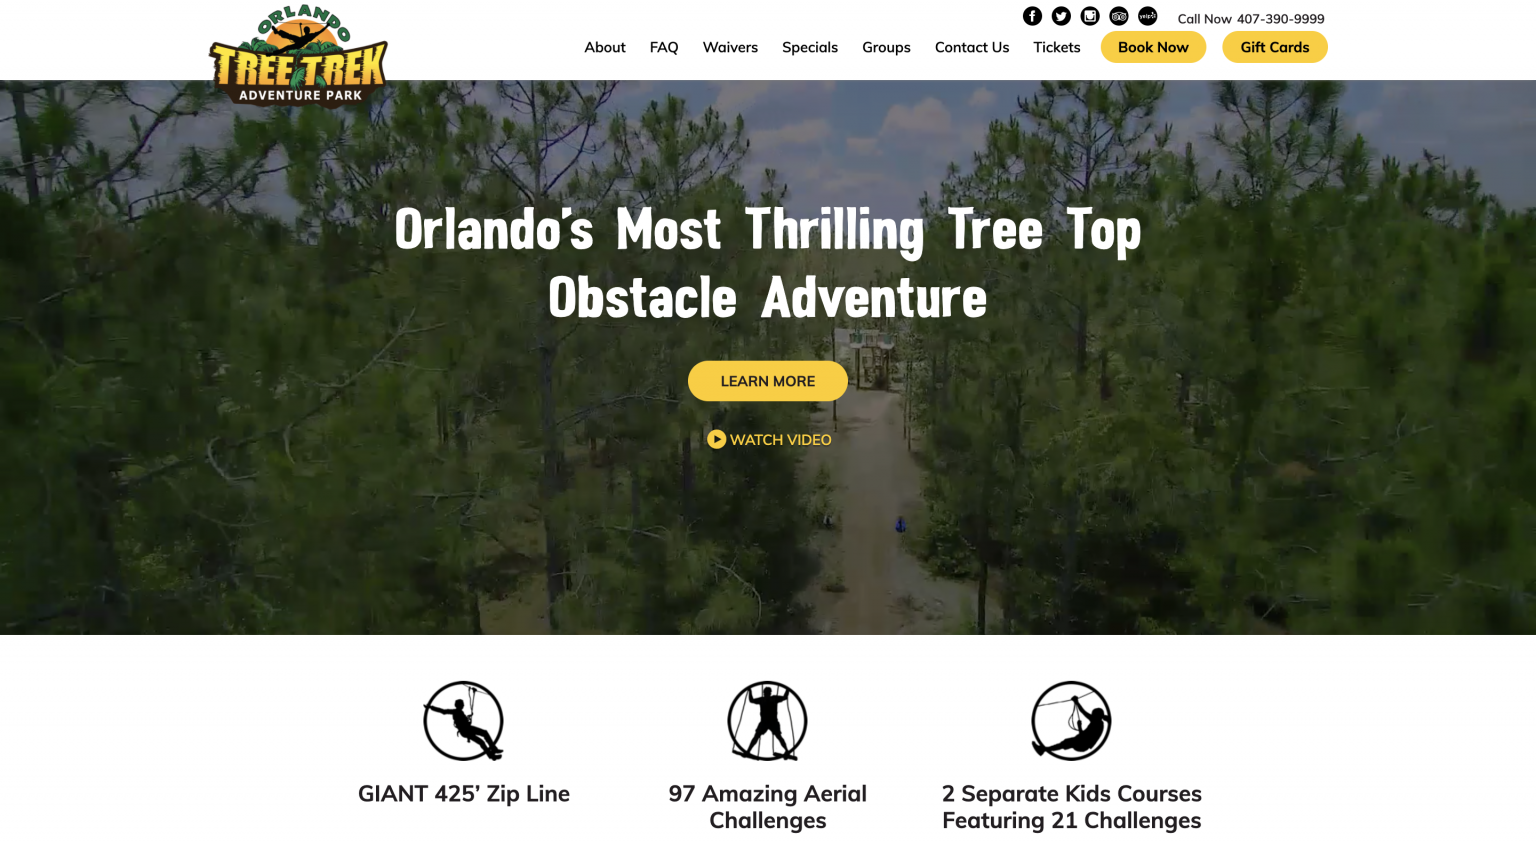 ORLANDO
TREE TREK
ADVENTURE PARK
yelp
Call Now 407-390-9999
About FAQ Waivers Specials Groups Contact Us Tickets Book Now Gift Cards
Orlando’s Most Thrilling Tree Top
Obstacle Adventure
LEARN MORE
WATCH VIDEO
GIANT 425’ Zip Line
97 Amazing Aerial
Challenges
2 Separate Kids Courses
Featuring 21 Challenges